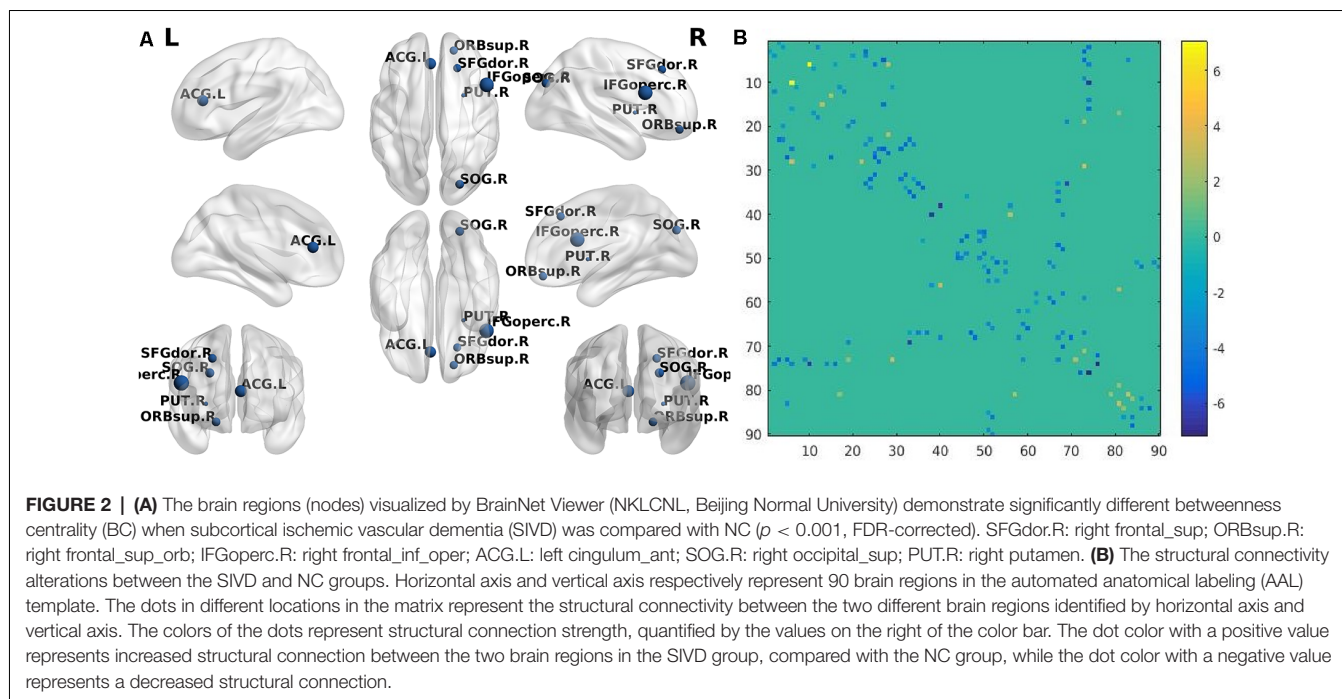 A L R B
ACG.L
ACG.L
ORBsup.R
SFGdor.R
IFGoperc.R
PUT.R
SOG.R
SOG.R
SFGdor.R
IFGoperc.R
PUT.R
ORBsup.R
ACG.L
SOG.R
PUT.R
IFGoperc.R
ACG.L
SFGdor.R
ORBsup.R
SFGdor.R
SOG.R
IFGoperc.R
PUT.R
ORBsup.R
SFGdor.R
SOG.R
perc.R
ACG.L
PUT.R
ORBsup.R
SFGdor.R
SOG.R
IFGop
ACG.L
PUT.R
ORBsup.R
10
20
30
40
50
60
70
80
90
10 20 30 40 50 60 70 80 90
6
4
2
0
-2
-4
-6
FIGURE 2 | (A) The brain regions (nodes) visualized by BrainNet Viewer (NKLCNL, Beijing Normal University) demonstrate significantly different betweenness
centrality (BC) when subcortical ischemic vascular dementia (SIVD) was compared with NC (p < 0.001, FDR-corrected). SFGdor.R: right frontal_sup; ORBsup.R:
right frontal_sup_orb; IFGoperc.R: right frontal_inf_oper; ACG.L: left cingulum_ant; SOG.R: right occipital_sup; PUT.R: right putamen. (B) The structural connectivity
alterations between the SIVD and NC groups. Horizontal axis and vertical axis respectively represent 90 brain regions in the automated anatomical labeling (AAL)
template. The dots in different locations in the matrix represent the structural connectivity between the two different brain regions identified by horizontal axis and
vertical axis. The colors of the dots represent structural connection strength, quantified by the values on the right of the color bar. The dot color with a positive value
represents increased structural connection between the two brain regions in the SIVD group, compared with the NC group, while the dot color with a negative value
represents a decreased structural connection.